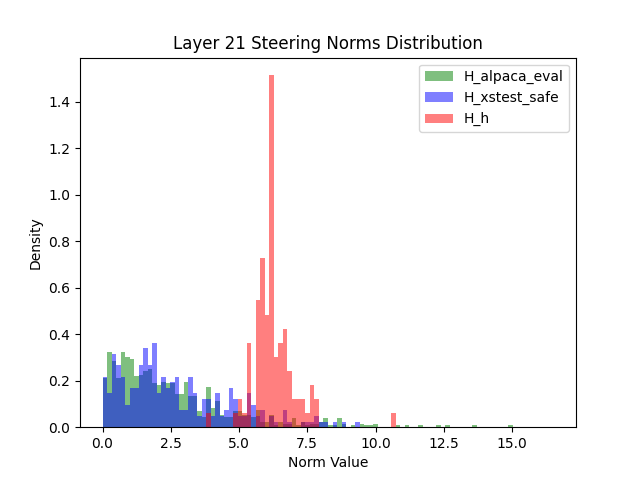 Layer 21 Steering Norms Distribution
H_alpaca_eval
H_xstest_safe
H_h
Density
1.4
1.2
1.0
0.8
0.6
0.4
0.2
0.0
0.0 2.5 5.0 7.5 10.0 12.5 15.0
Norm Value